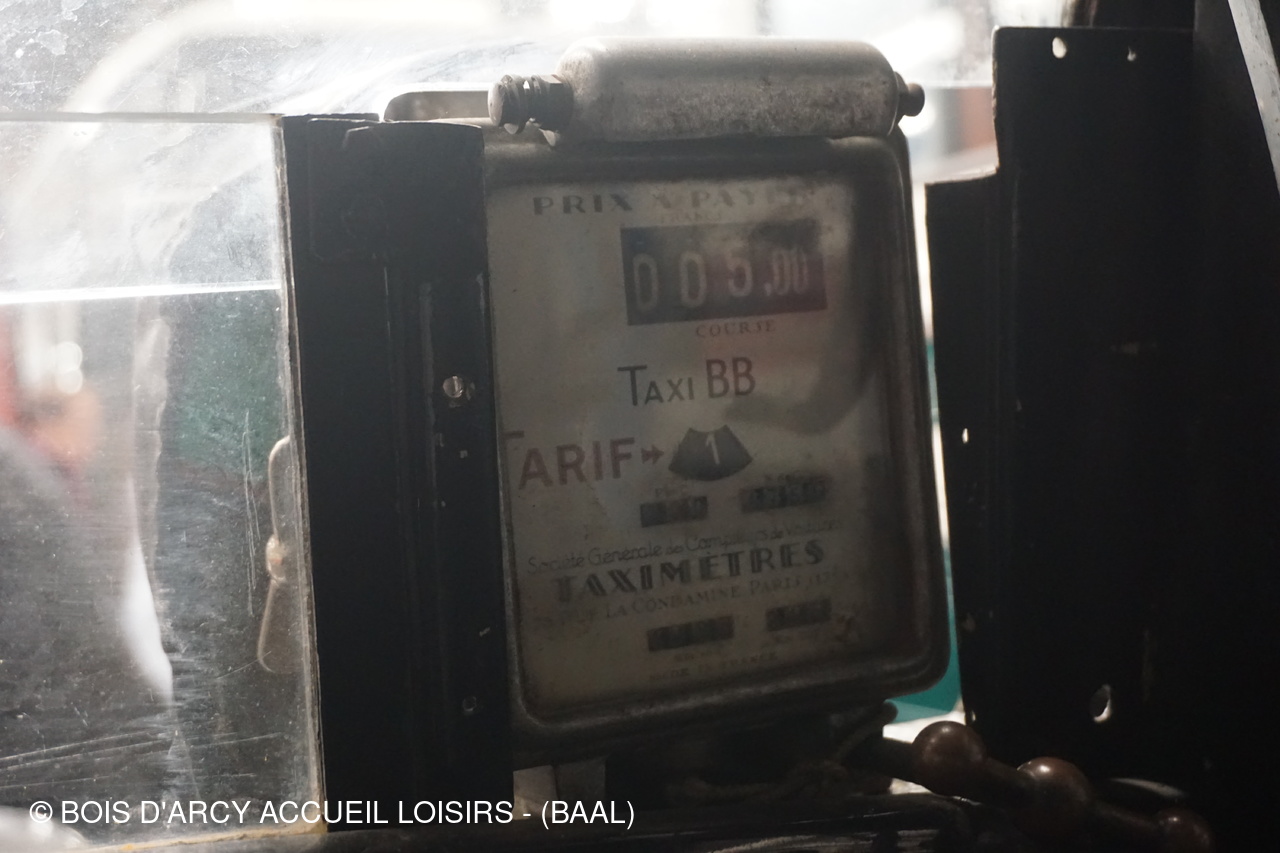 PRIX A PAYER
FRANCS
005,00
COURSE
TAXI BB
TARIF 1
Société Générale des Compteurs de Voitures
TAXIMETRES
LA CONDAMINE, PARIS
© BOIS D'ARCY ACCUEIL LOISIRS - (BAAL)